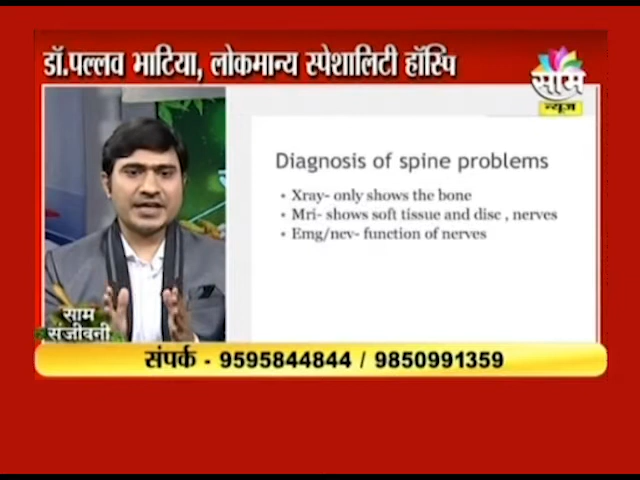 डॉ.पल्लव भाटिया, लोकमान्य स्पेशालिटी हॉस्पि
साम
न्यूज
Diagnosis of spine problems
• Xray- only shows the bone
• Mri- shows soft tissue and disc , nerves
• Emg/ncv- function of nerves
साम
संजीवनी
संपर्क - 9595844844 / 9850991359